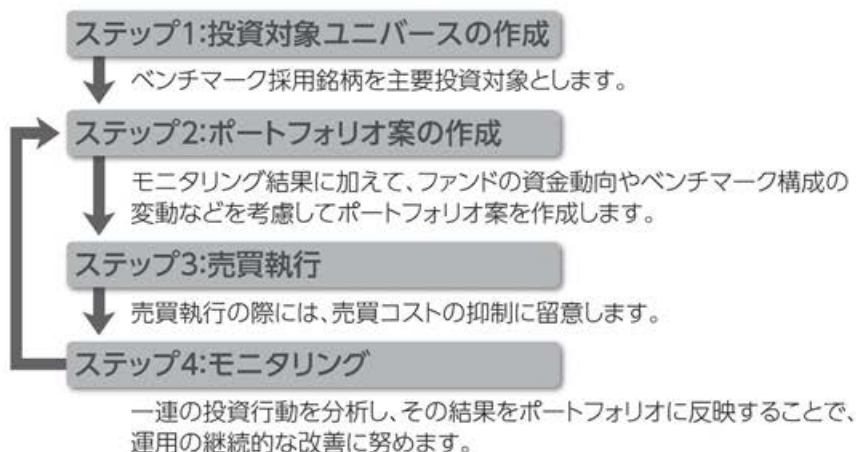 ステップ1:投資対象ユニバースの作成
ベンチマーク採用銘柄を主要投資対象とします。
ステップ2:ポートフォリオ案の作成
モニタリング結果に加えて、ファンドの資金動向やベンチマーク構成の
変動などを考慮してポートフォリオ案を作成します。
ステップ3:売買執行
売買執行の際には、売買コストの抑制に留意します。
ステップ4:モニタリング
一連の投資行動を分析し、その結果をポートフォリオに反映することで、
運用の継続的な改善に努めます。